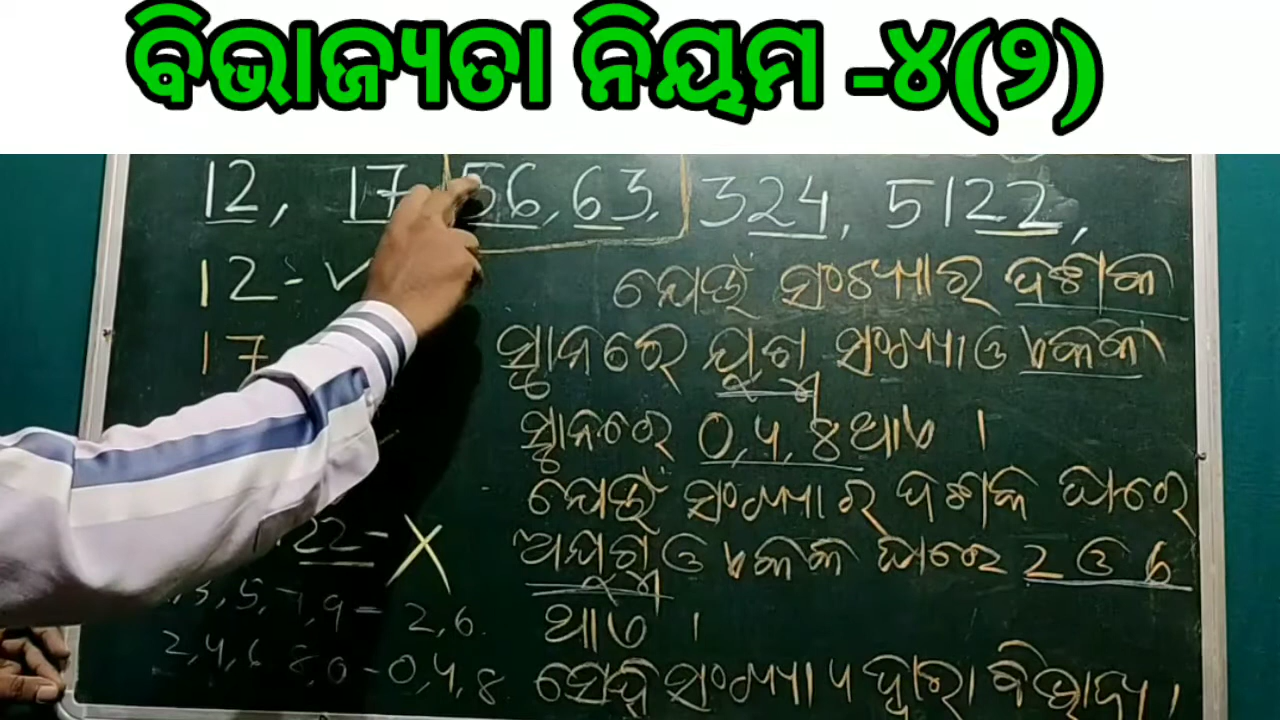 ବିଭାଜ୍ୟତା ନିୟମ -୪(୨)
12, 17 56, 63, 324, 5122,
12 - ✓
ଯେଉଁ ସଂଖ୍ୟାର ଦଶକ
17
ସ୍ଥାନରେ ଯୁଗ୍ମ ସଂଖ୍ୟା ଓ ଏକକ
ସ୍ଥାନରେ 0, 4, 8 ଥାଏ ।
ଯେଉଁ ସଂଖ୍ୟାର ଦଶକ ଘରେ
22 - X
ଅଯୁଗ୍ମ ଓ ଏକକ ଘରେ 2 ଓ 6
3, 5, 7, 9 - 2, 6.
ଥାଏ ।
2, 4, 6 8, 0 - 0, 4, 8
ସେହି ସଂଖ୍ୟା 4 ଦ୍ୱାରା ବିଭାଜ୍ୟ ।